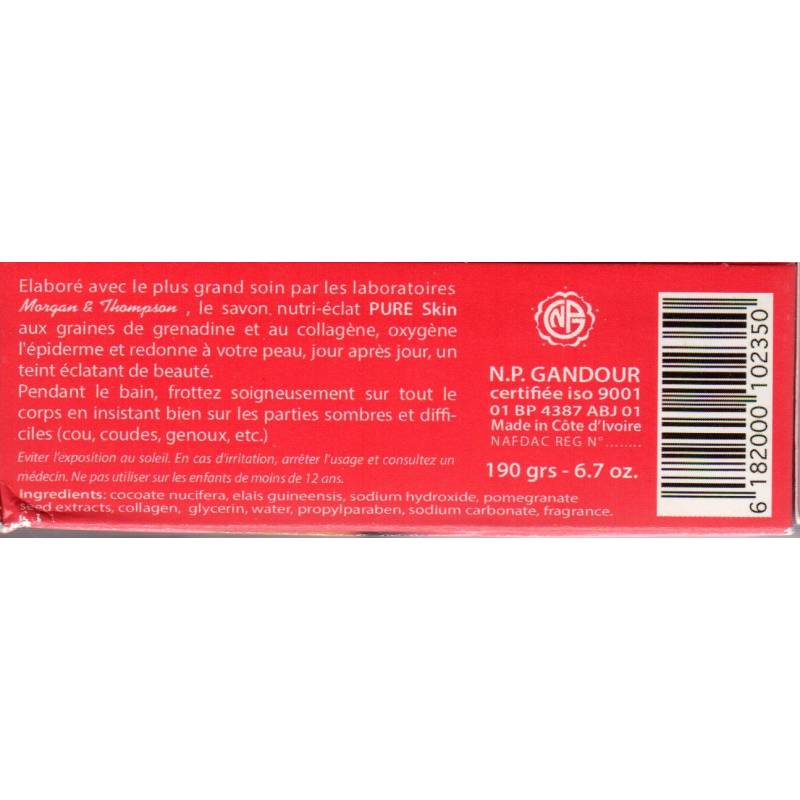 Elaboré avec le plus grand soin par les laboratoires
Morgan & Thompson , le savon. nutri-éclat PURE Skin
aux graines de grenadine et au collagène, oxygène
l'épiderme et redonne à votre peau, jour après jour, un
teint éclatant de beauté.
Pendant le bain, frottez soigneusement sur tout le
corps en insistant bien sur les parties sombres et diffi-
ciles (cou, coudes, genoux, etc.)
Eviter l'exposition au soleil. En cas d'irritation, arrêter l'usage et consultez un
médecin. Ne pas utiliser sur les enfants de moins de 12 ans.
Ingredients: cocoate nucifera, elais guineensis, sodium hydroxide, pomegranate
seed extracts, collagen, glycerin, water, propylparaben, sodium carbonate, fragrance.
NPG
N.P. GANDOUR
certifiée iso 9001
01 BP 4387 ABJ 01
Made in Côte d'Ivoire
NAFDAC REG N°........
190 grs - 6.7 oz.
6 182000 102350